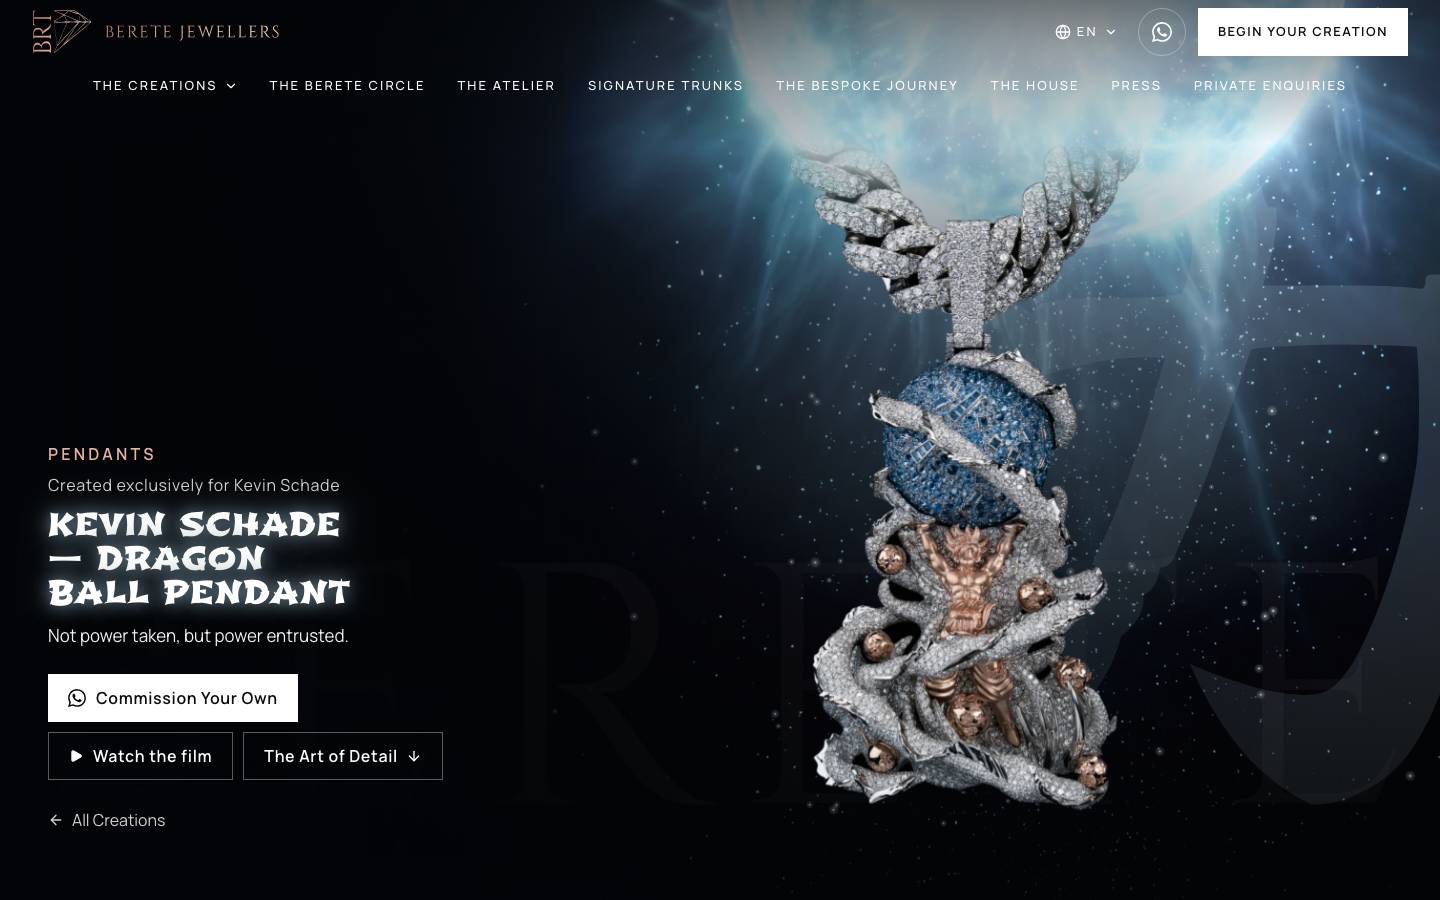 BRT
BERETE JEWELLERS
EN
BEGIN YOUR CREATION
THE CREATIONS
THE BERETE CIRCLE
THE ATELIER
SIGNATURE TRUNKS
THE BESPOKE JOURNEY
THE HOUSE
PRESS
PRIVATE ENQUIRIES
PENDANTS
Created exclusively for Kevin Schade
KEVIN SCHADE
— DRAGON
BALL PENDANT
Not power taken, but power entrusted.
Commission Your Own
Watch the film
The Art of Detail ↓
← All Creations